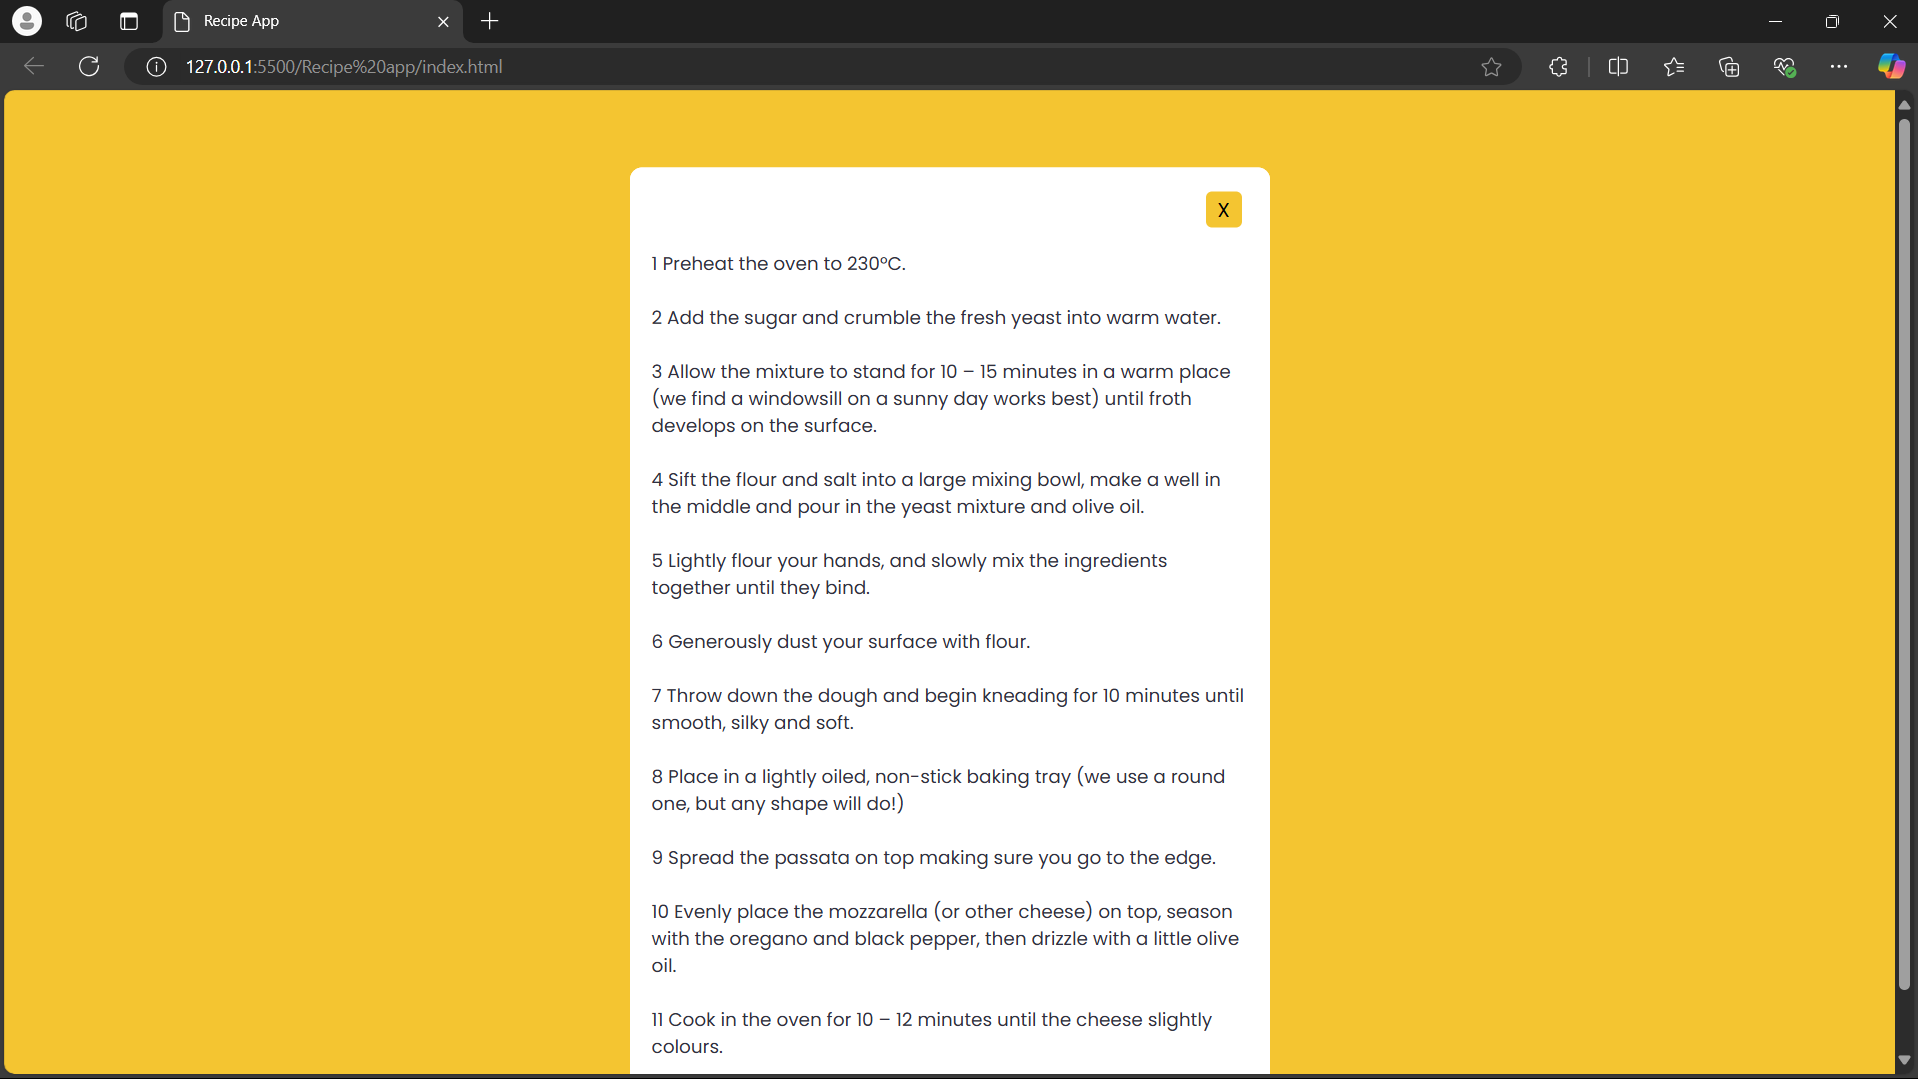 Recipe App
127.0.0.1:5500/Recipe%20app/index.html
X
1 Preheat the oven to 230°C.
2 Add the sugar and crumble the fresh yeast into warm water.
3 Allow the mixture to stand for 10 – 15 minutes in a warm place
(we find a windowsill on a sunny day works best) until froth
develops on the surface.
4 Sift the flour and salt into a large mixing bowl, make a well in
the middle and pour in the yeast mixture and olive oil.
5 Lightly flour your hands, and slowly mix the ingredients
together until they bind.
6 Generously dust your surface with flour.
7 Throw down the dough and begin kneading for 10 minutes until
smooth, silky and soft.
8 Place in a lightly oiled, non-stick baking tray (we use a round
one, but any shape will do!)
9 Spread the passata on top making sure you go to the edge.
10 Evenly place the mozzarella (or other cheese) on top, season
with the oregano and black pepper, then drizzle with a little olive
oil.
11 Cook in the oven for 10 – 12 minutes until the cheese slightly
colours.